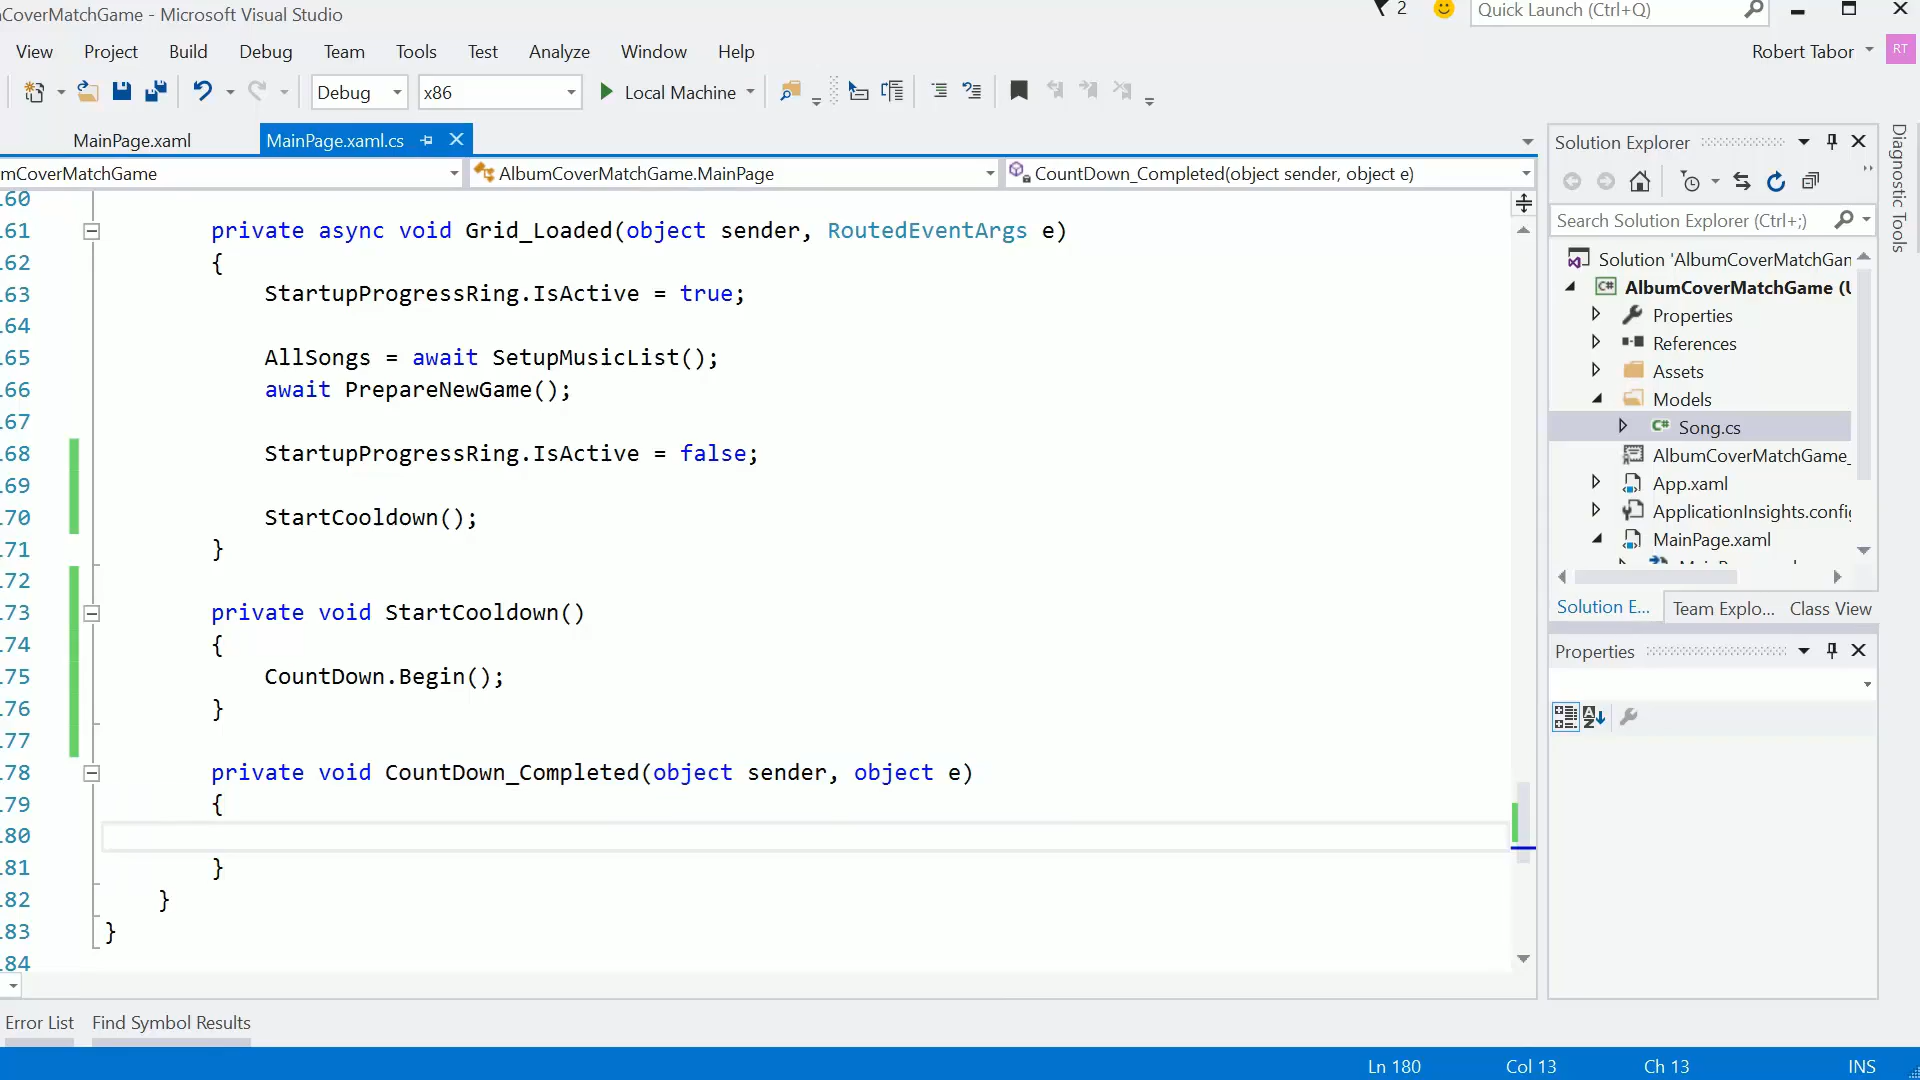 CoverMatchGame - Microsoft Visual Studio
2
Quick Launch (Ctrl+Q)
View Project Build Debug Team Tools Test Analyze Window Help
Robert Tabor RT
Debug x86 Local Machine
MainPage.xaml MainPage.xaml.cs
mCoverMatchGame AlbumCoverMatchGame.MainPage CountDown_Completed(object sender, object e)
60
61 private async void Grid_Loaded(object sender, RoutedEventArgs e)
62 {
63 StartupProgressRing.IsActive = true;
64
65 AllSongs = await SetupMusicList();
66 await PrepareNewGame();
67
68 StartupProgressRing.IsActive = false;
69
70 StartCooldown();
71 }
72
73 private void StartCooldown()
74 {
75 CountDown.Begin();
76 }
77
78 private void CountDown_Completed(object sender, object e)
79 {
80
81 }
82 }
83 }
84
Solution Explorer
Search Solution Explorer (Ctrl+;)
Solution 'AlbumCoverMatchGam
C# AlbumCoverMatchGame (U
Properties
References
Assets
Models
C# Song.cs
AlbumCoverMatchGame_
App.xaml
ApplicationInsights.config
MainPage.xaml
Solution E... Team Explo... Class View
Properties
Diagnostic Tools
Error List Find Symbol Results
Ln 180 Col 13 Ch 13 INS